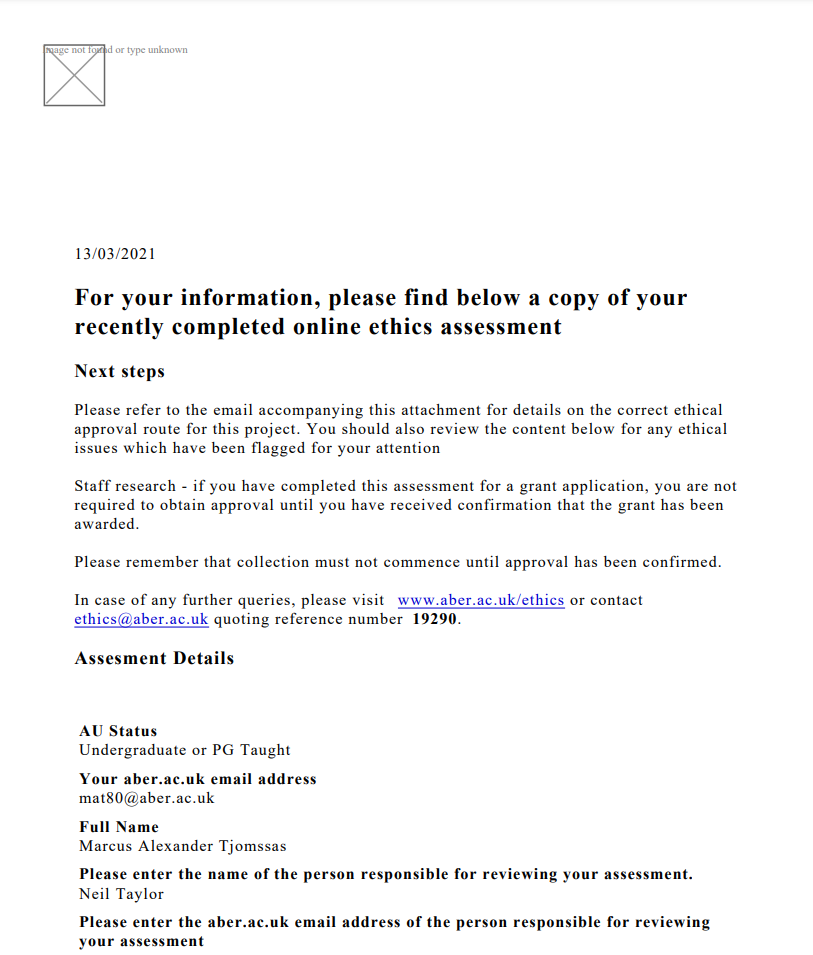 Image not found or type unknown
13/03/2021
For your information, please find below a copy of your
recently completed online ethics assessment
Next steps
Please refer to the email accompanying this attachment for details on the correct ethical
approval route for this project. You should also review the content below for any ethical
issues which have been flagged for your attention
Staff research - if you have completed this assessment for a grant application, you are not
required to obtain approval until you have received confirmation that the grant has been
awarded.
Please remember that collection must not commence until approval has been confirmed.
In case of any further queries, please visit www.aber.ac.uk/ethics or contact
ethics@aber.ac.uk quoting reference number 19290.
Assesment Details
AU Status
Undergraduate or PG Taught
Your aber.ac.uk email address
mat80@aber.ac.uk
Full Name
Marcus Alexander Tjomssas
Please enter the name of the person responsible for reviewing your assessment.
Neil Taylor
Please enter the aber.ac.uk email address of the person responsible for reviewing
your assessment